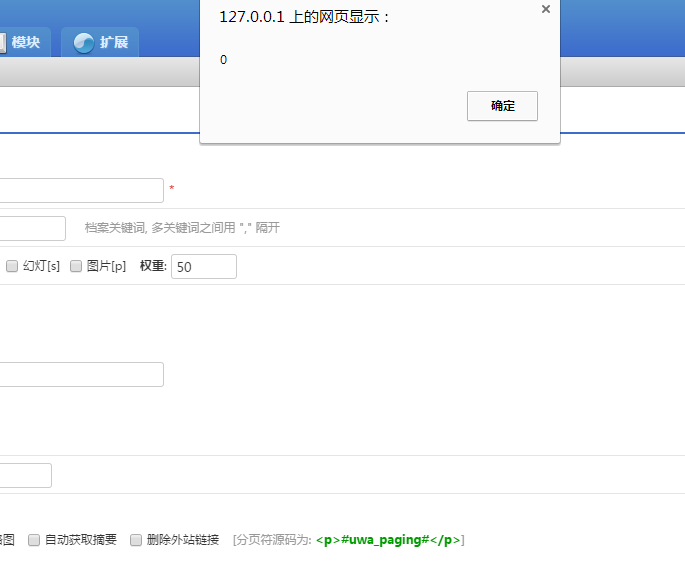 127.0.0.1 上的网页显示：
0
确定
模块 扩展
*
档案关键词, 多关键词之间用 "," 隔开
幻灯[s] 图片[p] 权重: 50
图 自动获取摘要 删除外站链接 [分页符源码为: <p>#uwa_paging#</p>]